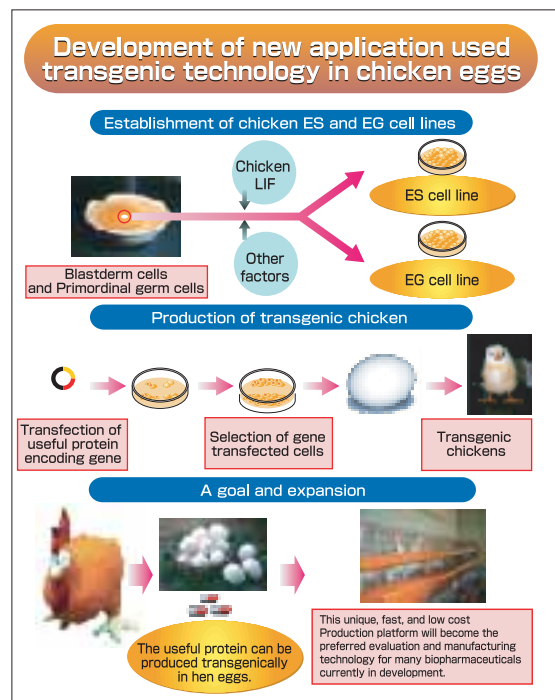 Development of new application used
transgenic technology in chicken eggs
Establishment of chicken ES and EG cell lines
Chicken
LIF
ES cell line
Other
factors
EG cell line
Blastderm cells
and Primordinal germ cells
Production of transgenic chicken
Transfection of
useful protein
encoding gene
Selection of gene
transfected cells
Transgenic
chickens
A goal and expansion
The useful protein can be
produced transgenically
in hen eggs.
This unique, fast, and low cost
Production platform will become the
preferred evaluation and manufacturing
technology for many biopharmaceuticals
currently in development.